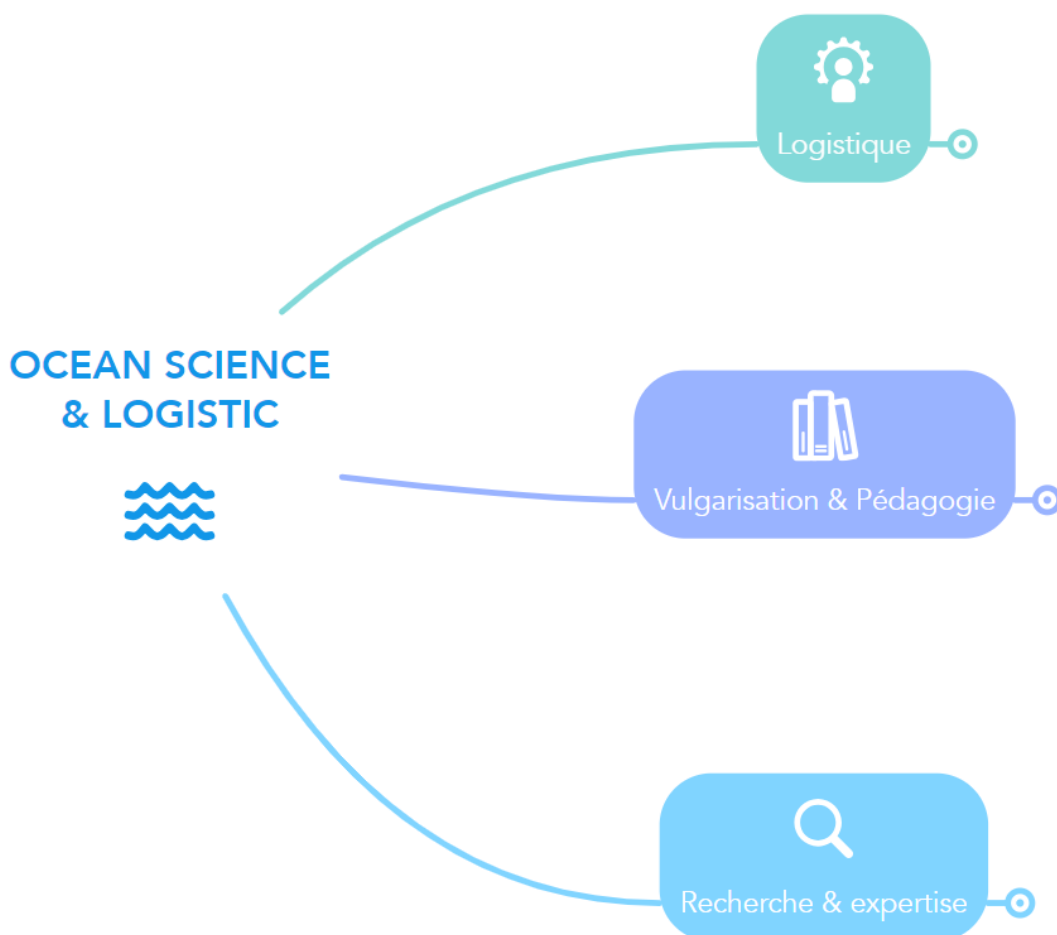 Logistique
OCEAN SCIENCE
& LOGISTIC
Vulgarisation & Pédagogie
Recherche & expertise